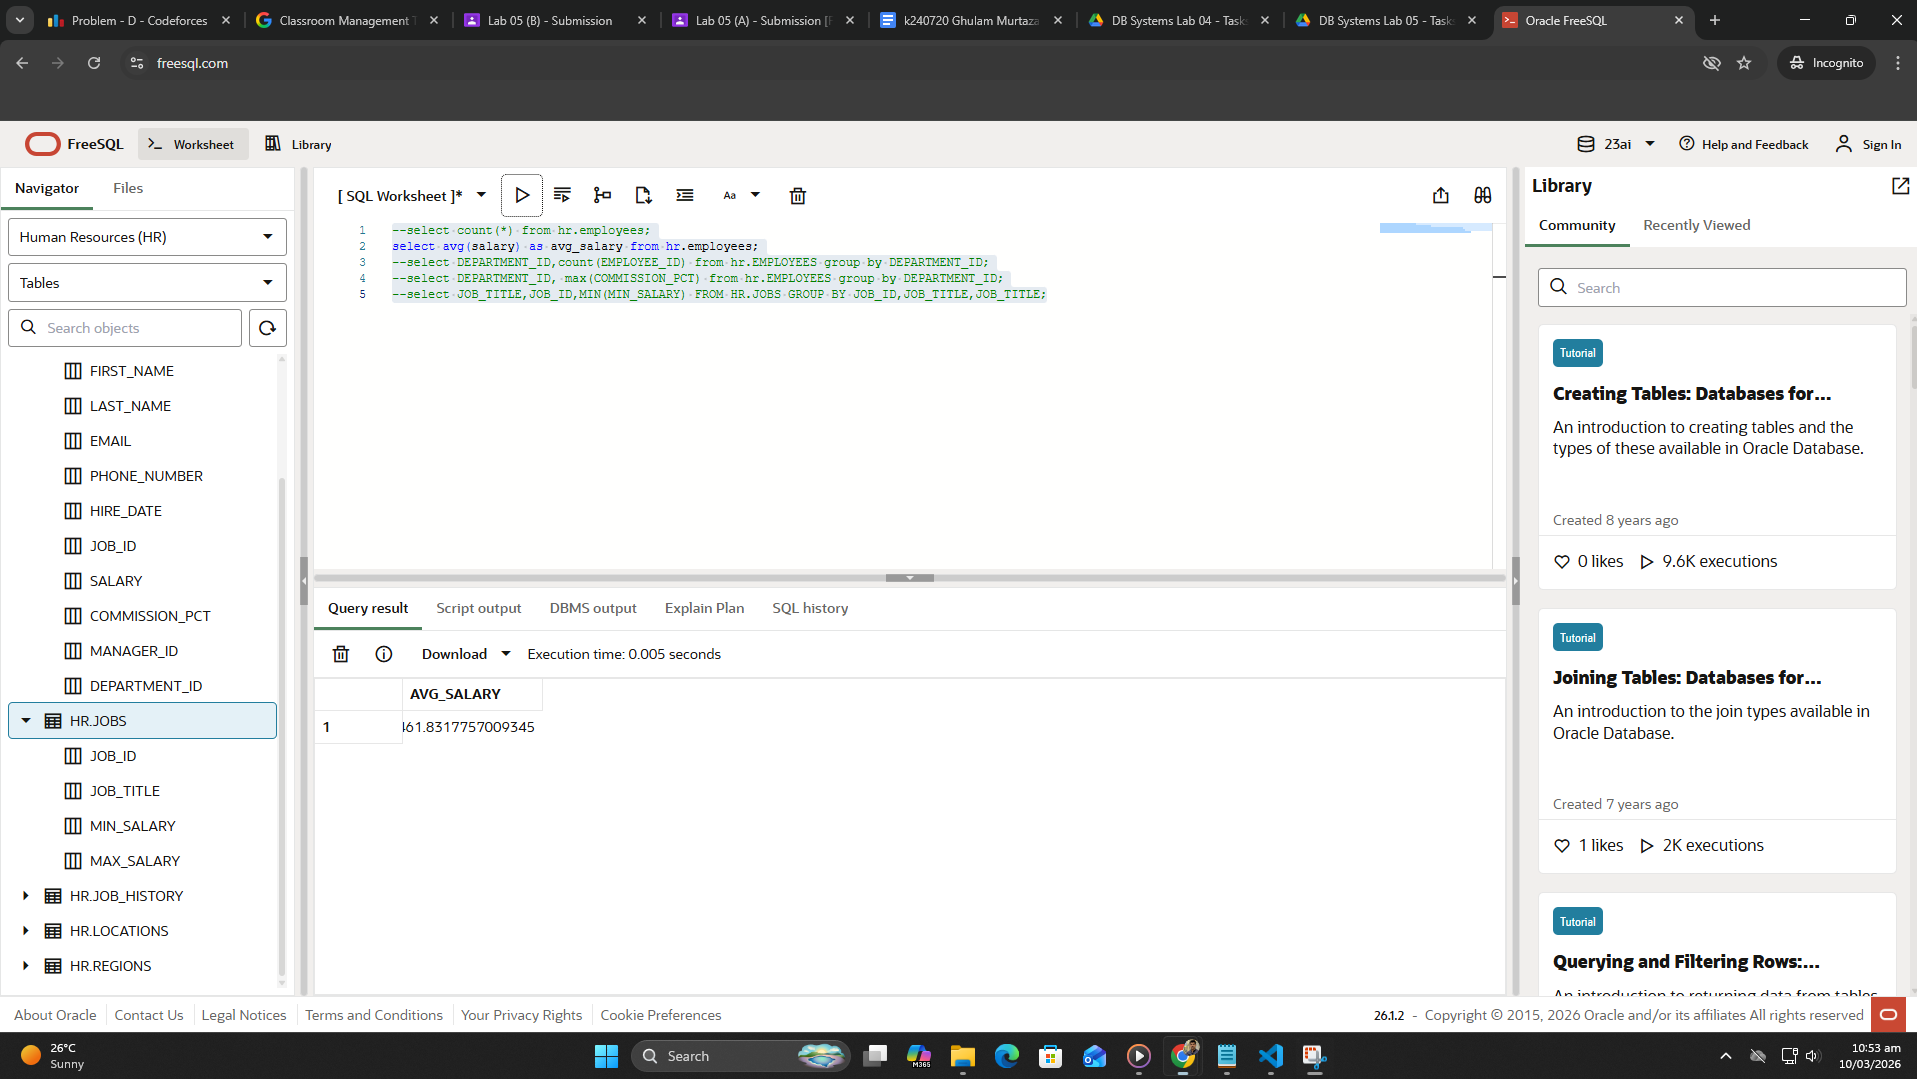 Problem - D - Codeforces
Classroom Management
Lab 05 (B) - Submission
Lab 05 (A) - Submission
k240720 Ghulam Murtaza
DB Systems Lab 04 - Task
DB Systems Lab 05 - Task
Oracle FreeSQL
freesql.com
Incognito
FreeSQL
Worksheet
Library
23ai
Help and Feedback
Sign In
Navigator
Files
Human Resources (HR)
Tables
Search objects
FIRST_NAME
LAST_NAME
EMAIL
PHONE_NUMBER
HIRE_DATE
JOB_ID
SALARY
COMMISSION_PCT
MANAGER_ID
DEPARTMENT_ID
HR.JOBS
JOB_ID
JOB_TITLE
MIN_SALARY
MAX_SALARY
HR.JOB_HISTORY
HR.LOCATIONS
HR.REGIONS
[ SQL Worksheet ]*
Aa
1 --select count(*) from hr.employees;
2 select avg(salary) as avg_salary from hr.employees;
3 --select DEPARTMENT_ID,count(EMPLOYEE_ID) from hr.EMPLOYEES group by DEPARTMENT_ID;
4 --select DEPARTMENT_ID, max(COMMISSION_PCT) from hr.EMPLOYEES group by DEPARTMENT_ID;
5 --select JOB_TITLE,JOB_ID,MIN(MIN_SALARY) FROM HR.JOBS GROUP BY JOB_ID,JOB_TITLE,JOB_TITLE;
Query result
Script output
DBMS output
Explain Plan
SQL history
Download
Execution time: 0.005 seconds
AVG_SALARY
1
461.8317757009345
Library
Community
Recently Viewed
Search
Tutorial
Creating Tables: Databases for...
An introduction to creating tables and the
types of these available in Oracle Database.
Created 8 years ago
0 likes
9.6K executions
Tutorial
Joining Tables: Databases for...
An introduction to the join types available in
Oracle Database.
Created 7 years ago
1 likes
2K executions
Tutorial
Querying and Filtering Rows:...
An introduction to returning data from tables
About Oracle
Contact Us
Legal Notices
Terms and Conditions
Your Privacy Rights
Cookie Preferences
26.1.2 - Copyright © 2015, 2026 Oracle and/or its affiliates All rights reserved
26°C
Sunny
Search
M365
10:53 am
10/03/2026